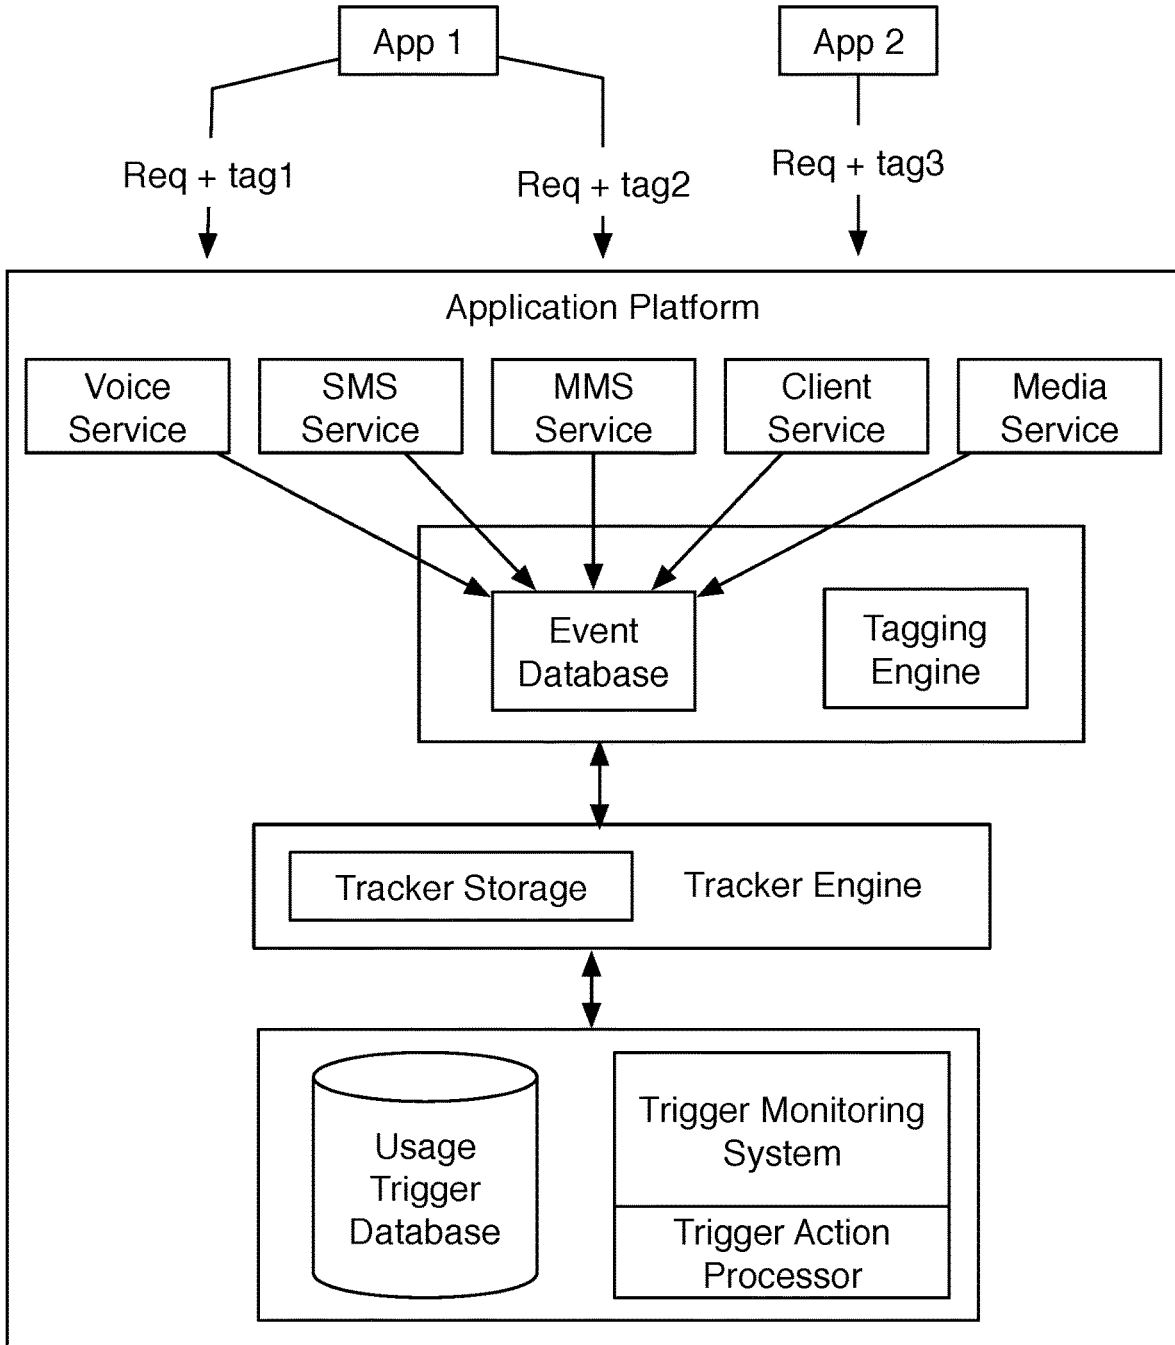 App 1
App 2
Req + tag1
Req + tag2
Req + tag3
Application Platform
Voice
Service
SMS
Service
MMS
Service
Client
Service
Media
Service
Event
Database
Tagging
Engine
Tracker Storage
Tracker Engine
Usage
Trigger
Database
Trigger Monitoring
System
Trigger Action
Processor